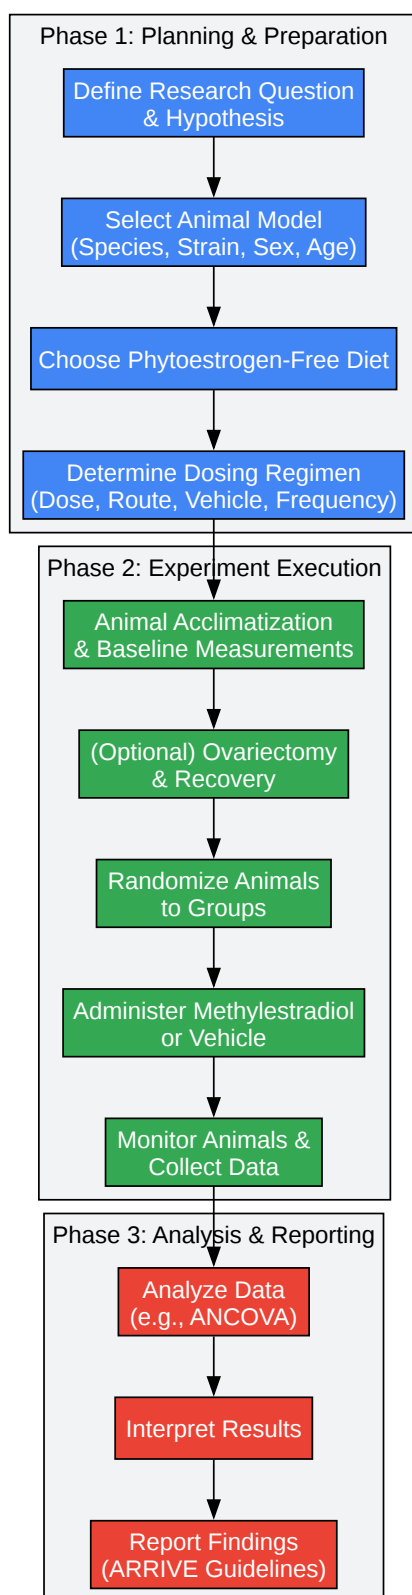 Phase 1: Planning & Preparation
Define Research Question
& Hypothesis
Select Animal Model
(Species, Strain, Sex, Age)
Choose Phytoestrogen-Free Diet
Determine Dosing Regimen
(Dose, Route, Vehicle, Frequency)
Phase 2: Experiment Execution
Animal Acclimatization
& Baseline Measurements
(Optional) Ovariectomy
& Recovery
Randomize Animals
to Groups
Administer Methylestradiol
or Vehicle
Monitor Animals &
Collect Data
Phase 3: Analysis & Reporting
Analyze Data
(e.g., ANCOVA)
Interpret Results
Report Findings
(ARRIVE Guidelines)